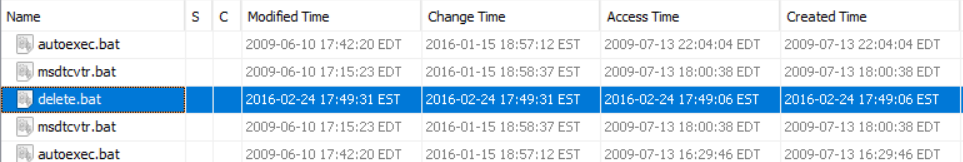 Name S C Modified Time Change Time Access Time Created Time
autoexec.bat 2009-06-10 17:42:20 EDT 2016-01-15 18:57:12 EST 2009-07-13 22:04:04 EDT 2009-07-13 22:04:04 EDT
msdtcvtr.bat 2009-06-10 17:15:23 EDT 2016-01-15 18:58:37 EST 2009-07-13 18:00:38 EDT 2009-07-13 18:00:38 EDT
delete.bat 2016-02-24 17:49:31 EST 2016-02-24 17:49:31 EST 2016-02-24 17:49:06 EST 2016-02-24 17:49:06 EST
msdtcvtr.bat 2009-06-10 17:15:23 EDT 2016-01-15 18:58:37 EST 2009-07-13 18:00:38 EDT 2009-07-13 18:00:38 EDT
autoexec.bat 2009-06-10 17:42:20 EDT 2016-01-15 18:57:12 EST 2009-07-13 16:29:46 EDT 2009-07-13 16:29:46 EDT